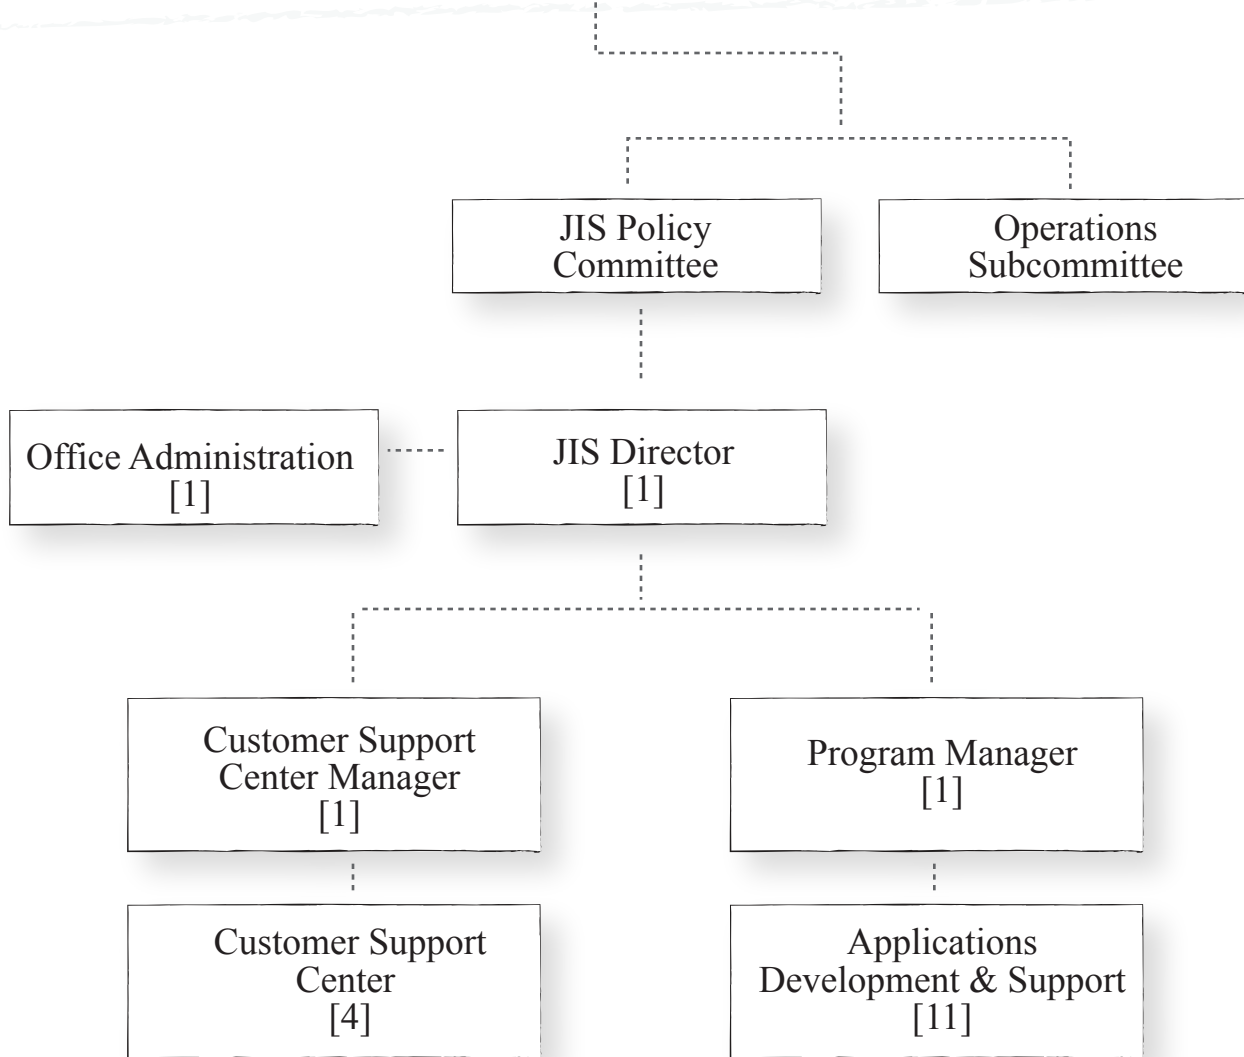 JIS Policy
Committee
Operations
Subcommittee
Office Administration
[1]
JIS Director
[1]
Customer Support
Center Manager
[1]
Program Manager
[1]
Customer Support
Center
[4]
Applications
Development & Support
[11]